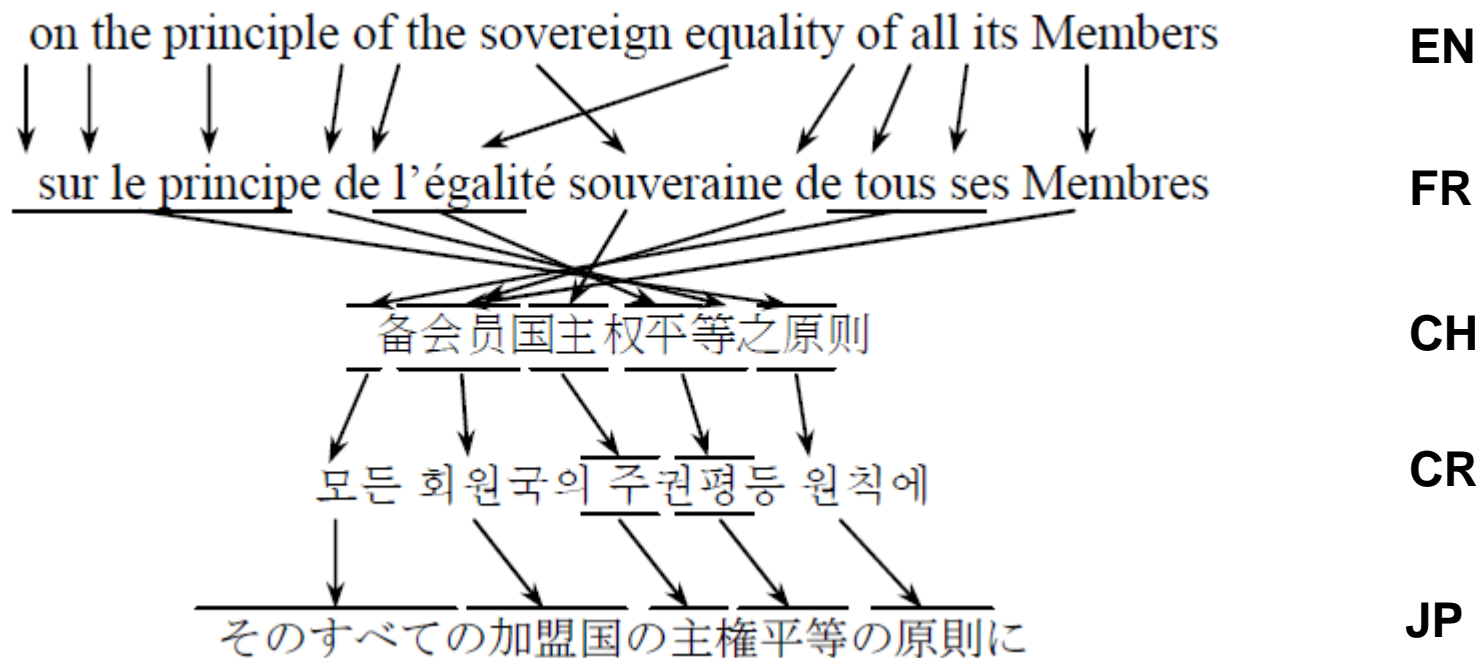 on the principle of the sovereign equality of all its Members EN
sur le principe de l’égalité souveraine de tous ses Membres FR
备会员国主权平等之原则 CH
모든 회원국의 주권평등 원칙에 CR
そのすべての加盟国の主権平等の原則に JP